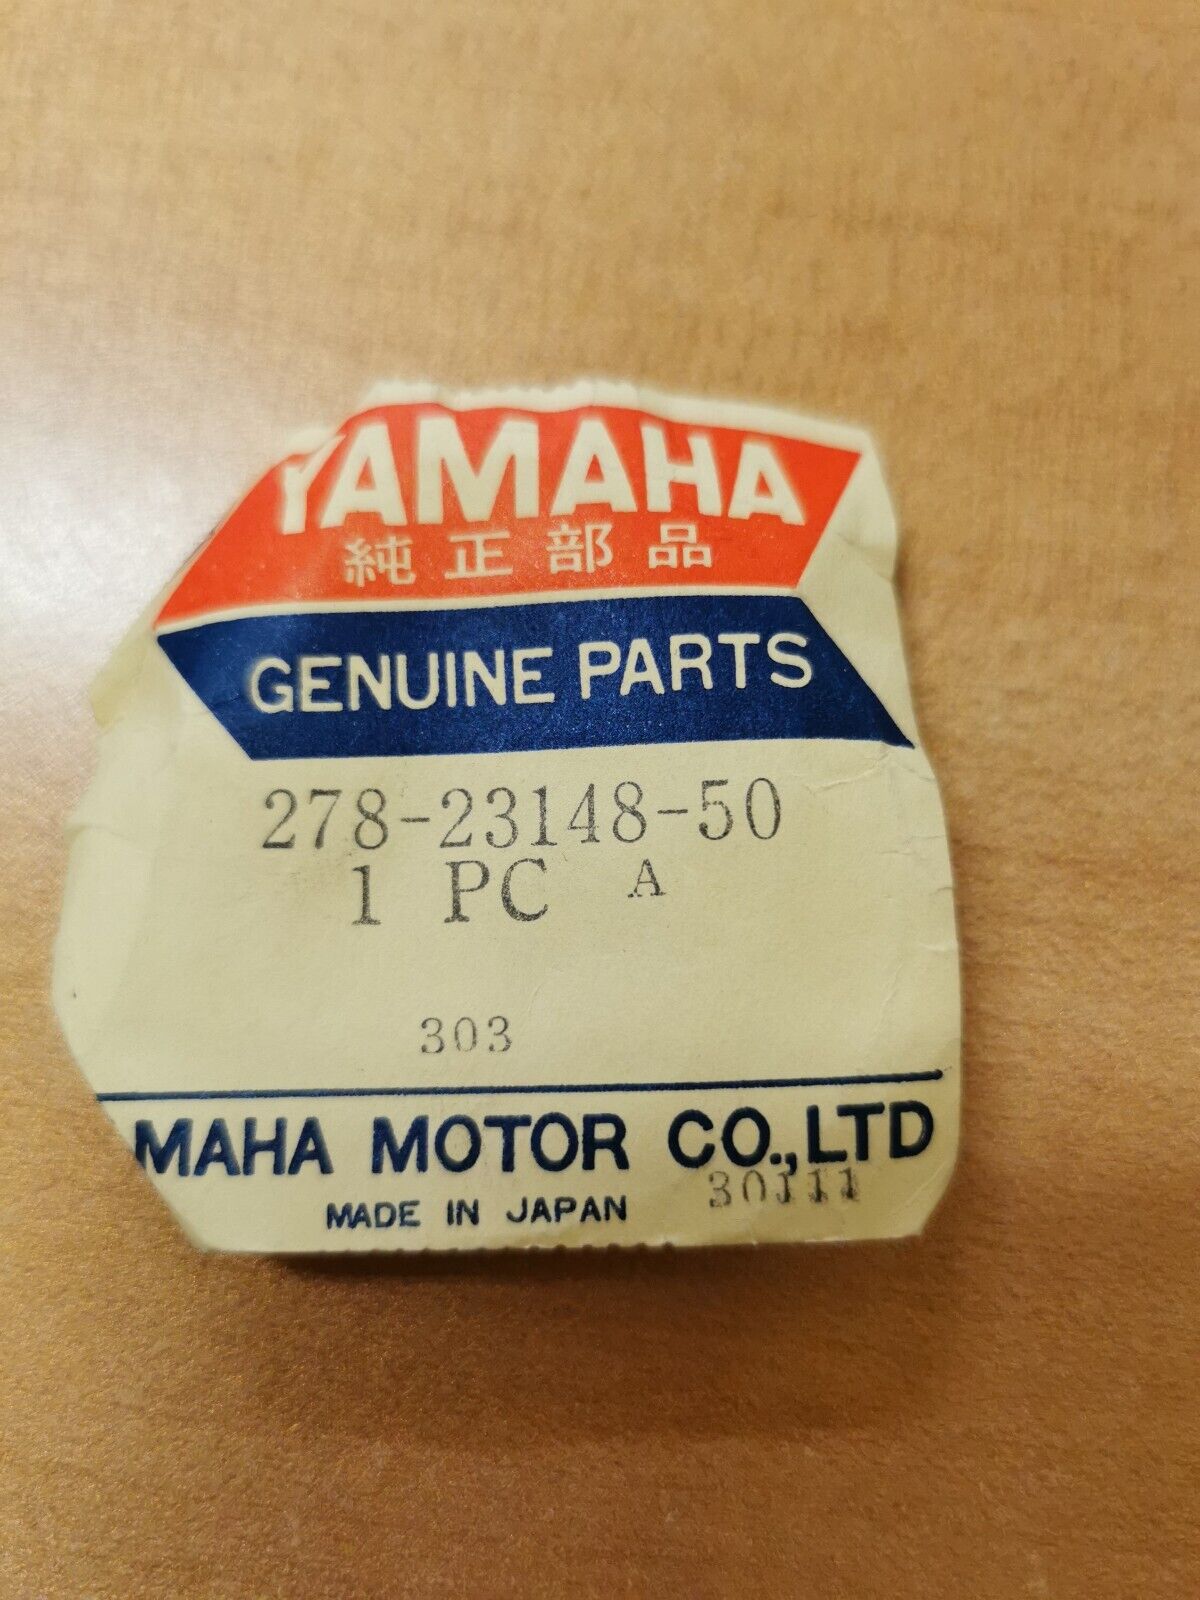 YAMAHA
純正部品
GENUINE PARTS
278-23148-50
1 PC A
303
MAHA MOTOR CO.,LTD
MADE IN JAPAN 30111